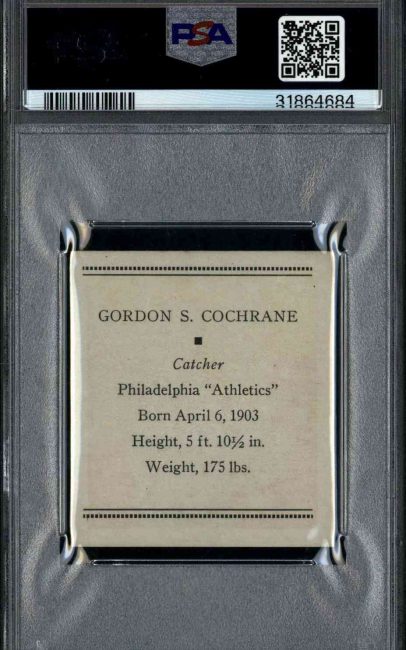 PSA
31864684
GORDON S. COCHRANE
Catcher
Philadelphia “Athletics”
Born April 6, 1903
Height, 5 ft. 10½ in.
Weight, 175 lbs.